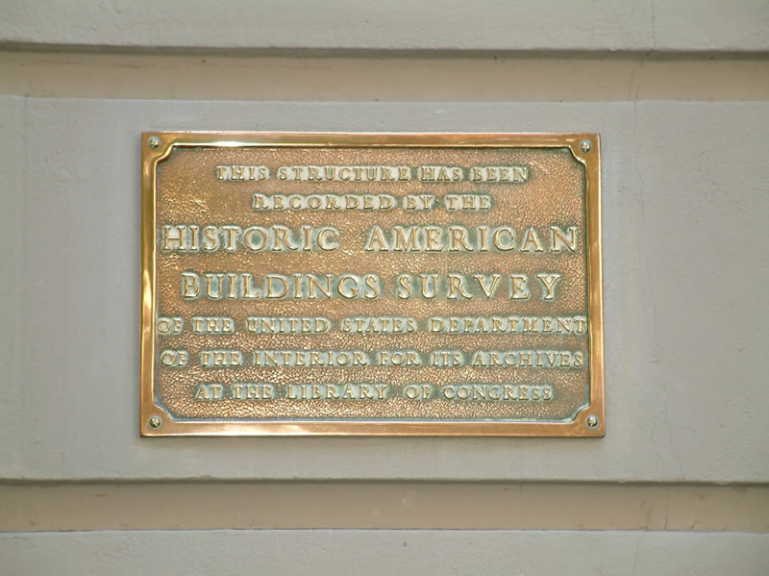 THIS STRUCTURE HAS BEEN
RECORDED BY THE
HISTORIC AMERICAN
BUILDINGS SURVEY
OF THE UNITED STATES DEPARTMENT
OF THE INTERIOR FOR ITS ARCHIVES
AT THE LIBRARY OF CONGRESS